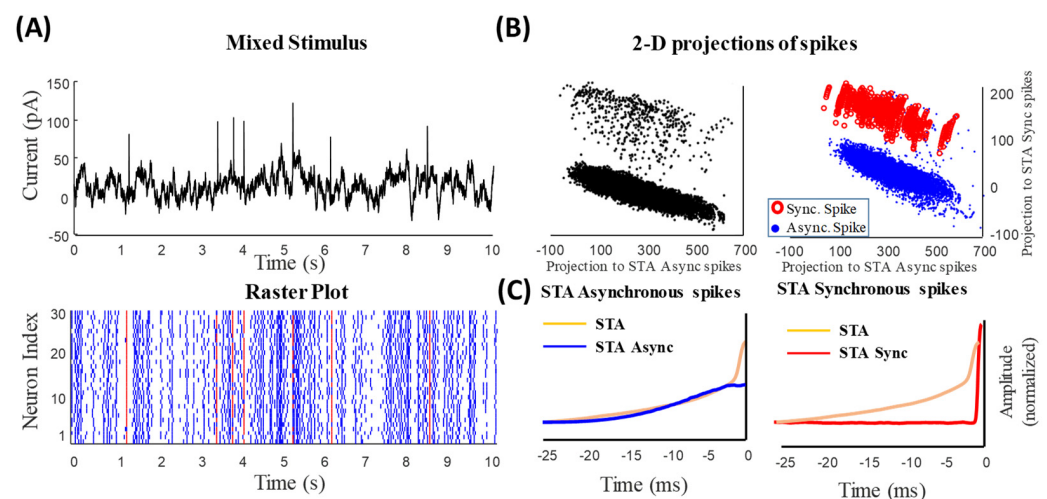 (A)
Mixed Stimulus
150
100
50
0
-50
Current (pA)
0 1 2 3 4 5 6 7 8 9 10
Time (s)
Raster Plot
30
20
10
1
Neuron Index
0 1 2 3 4 5 6 7 8 9 10
Time (s)
(B)
2-D projections of spikes
-100 100 300 500 700
Projection to STA Async spikes
Sync. Spike
Async. Spike
200
100
0
-100
Projection to STA Sync spikes
-100 100 300 500 700
Projection to STA Async spikes
(C)
STA Asynchronous spikes
STA
STA Async
-25 -20 -15 -10 -5 0
Time (ms)
STA Synchronous spikes
STA
STA Sync
Amplitude
(normalized)
-25 -20 -15 -10 -5 0
Time (ms)